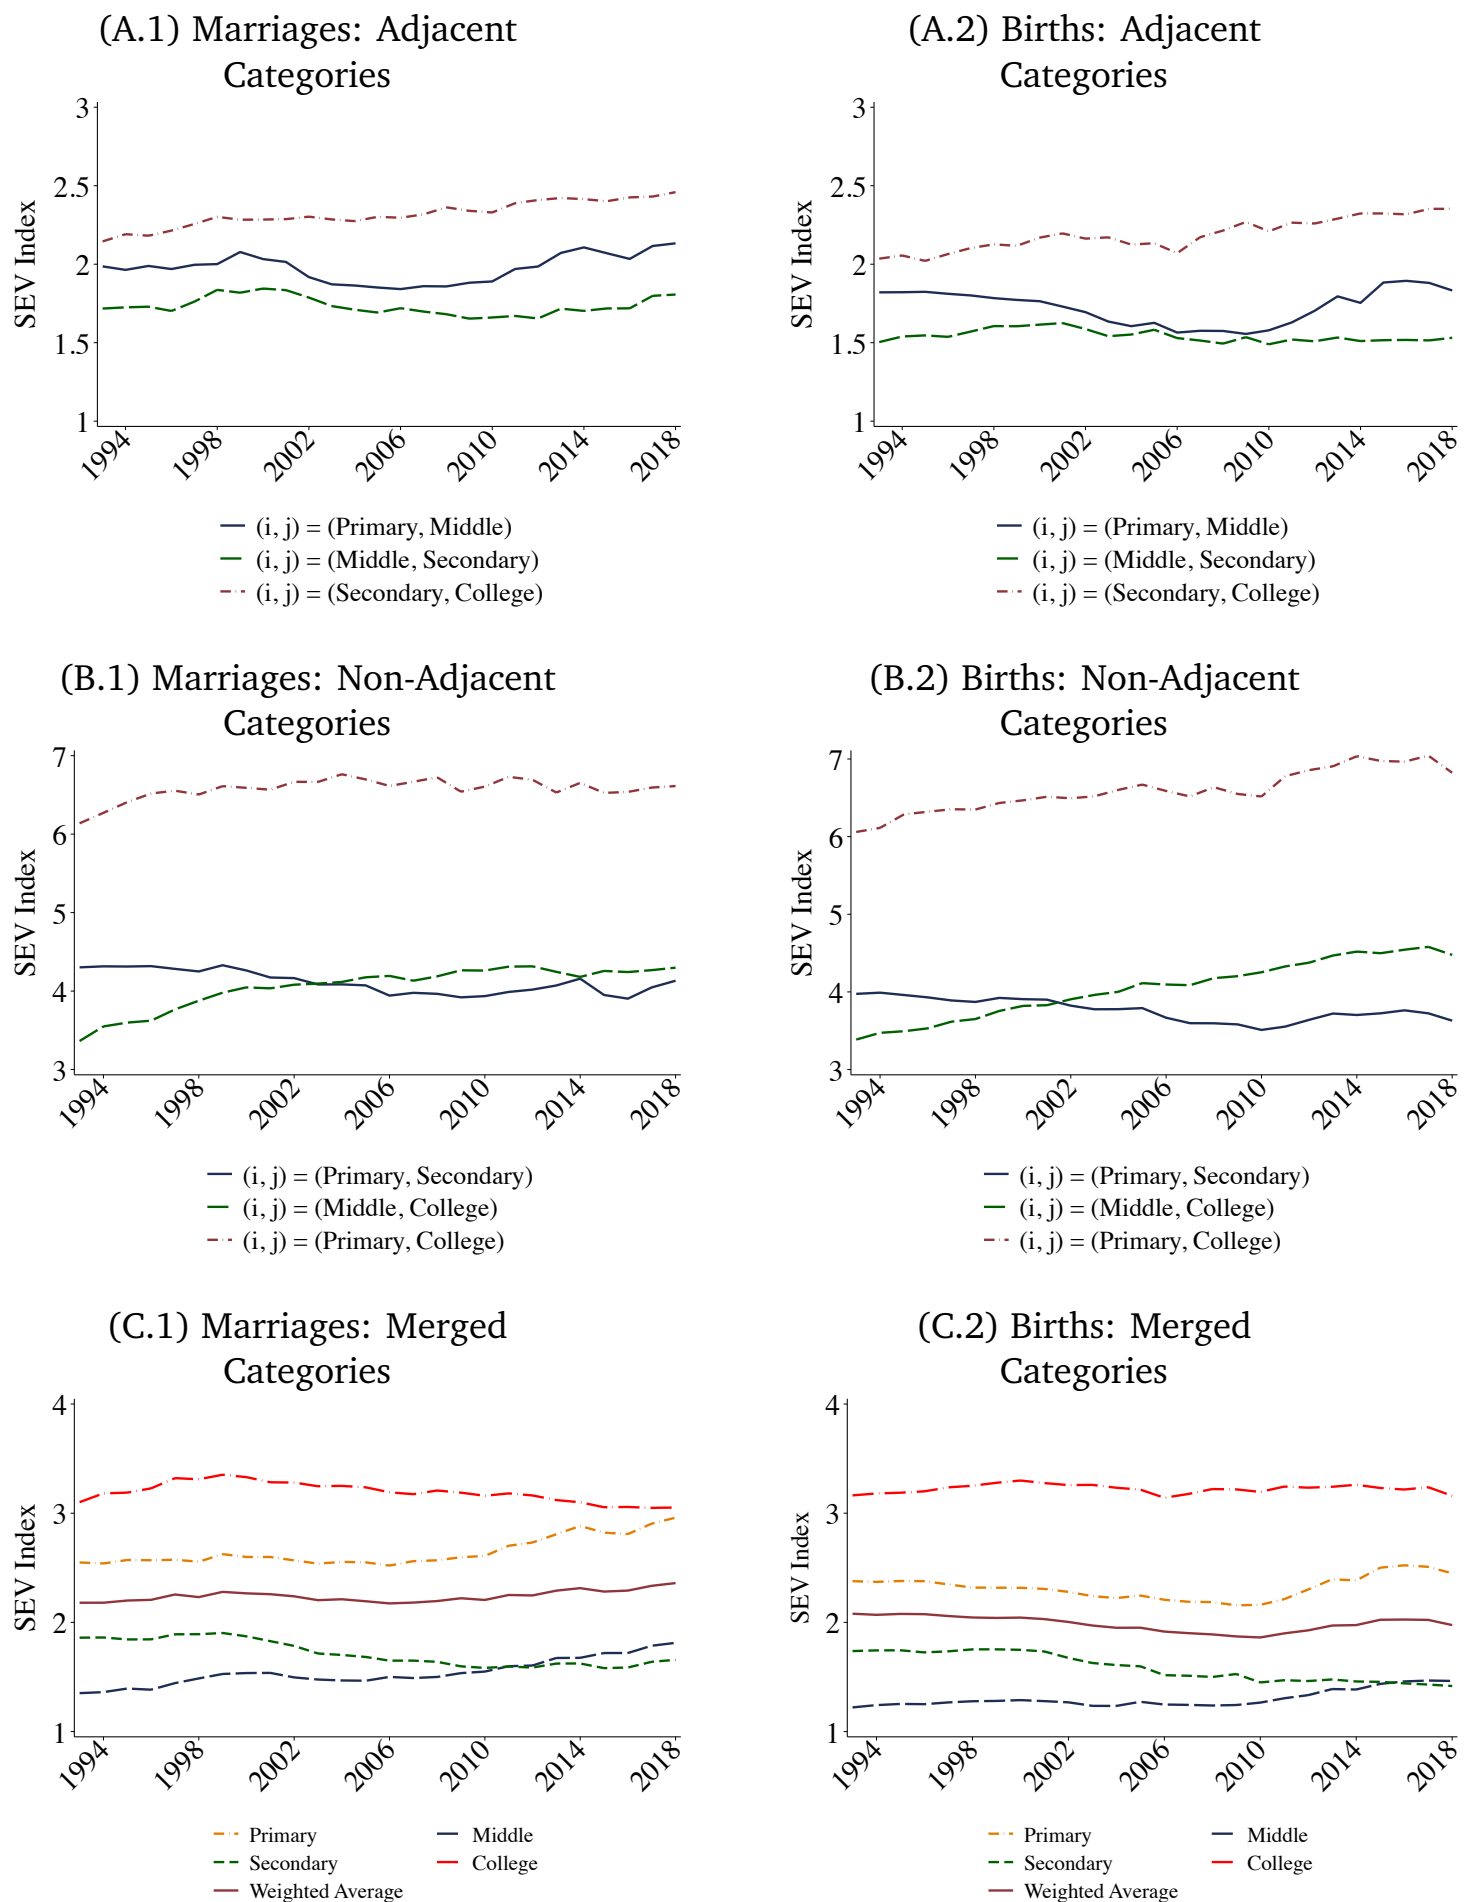 (A.1) Marriages: Adjacent
Categories
3
2.5
2
1.5
1
SEV Index
1994
1998
2002
2006
2010
2014
2018
(i, j) = (Primary, Middle)
(i, j) = (Middle, Secondary)
(i, j) = (Secondary, College)
(A.2) Births: Adjacent
Categories
3
2.5
2
1.5
1
SEV Index
1994
1998
2002
2006
2010
2014
2018
(i, j) = (Primary, Middle)
(i, j) = (Middle, Secondary)
(i, j) = (Secondary, College)
(B.1) Marriages: Non-Adjacent
Categories
7
6
5
4
3
SEV Index
1994
1998
2002
2006
2010
2014
2018
(i, j) = (Primary, Secondary)
(i, j) = (Middle, College)
(i, j) = (Primary, College)
(B.2) Births: Non-Adjacent
Categories
7
6
5
4
3
SEV Index
1994
1998
2002
2006
2010
2014
2018
(i, j) = (Primary, Secondary)
(i, j) = (Middle, College)
(i, j) = (Primary, College)
(C.1) Marriages: Merged
Categories
4
3
2
1
SEV Index
1994
1998
2002
2006
2010
2014
2018
Primary
Middle
Secondary
College
Weighted Average
(C.2) Births: Merged
Categories
4
3
2
1
SEV Index
1994
1998
2002
2006
2010
2014
2018
Primary
Middle
Secondary
College
Weighted Average